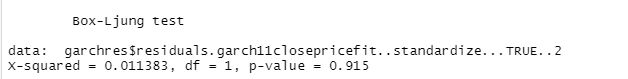 Box-Ljung test
data:  garchres$residuals.garch11closepricefit..standardize...TRUE..2
X-squared = 0.011383, df = 1, p-value = 0.915